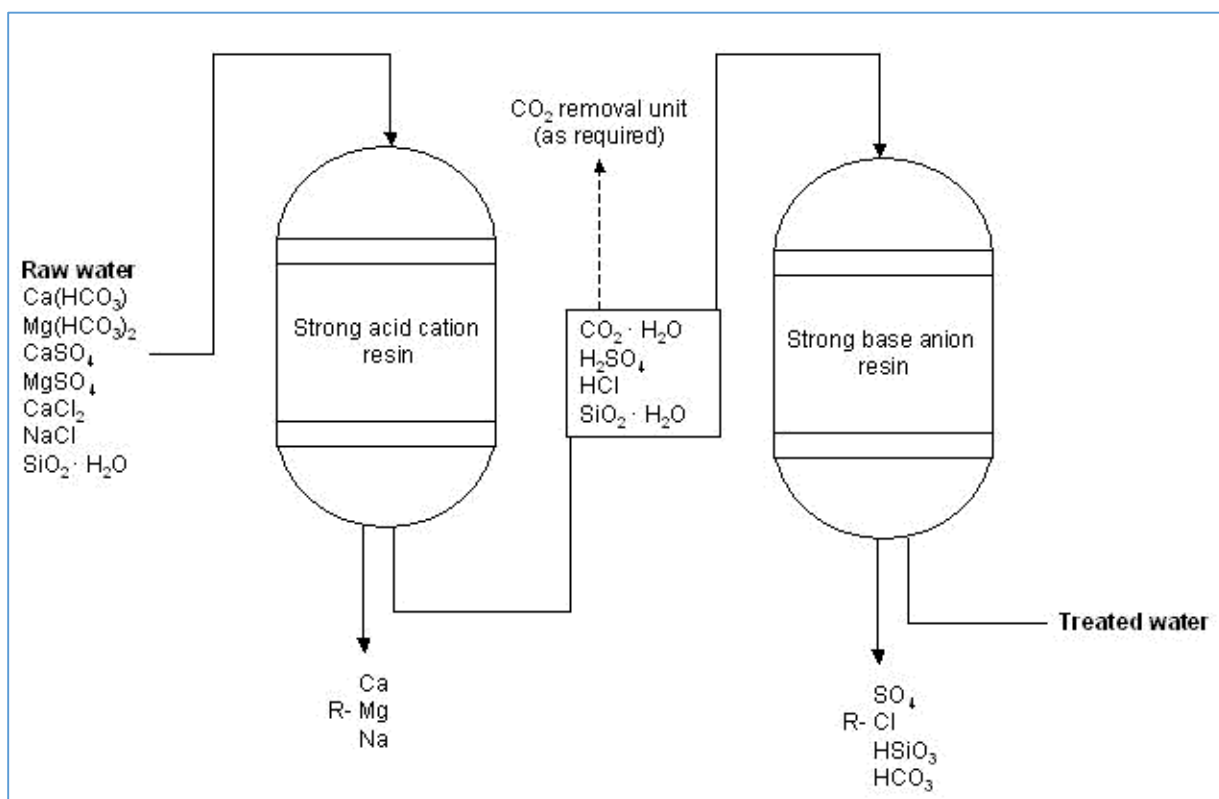 CO₂ removal unit
(as required)
Raw water
Ca(HCO₃)
Mg(HCO₃)₂
CaSO₄
MgSO₄
CaCl₂
NaCl
SiO₂· H₂O
Strong acid cation
resin
CO₂ · H₂O
H₂SO₄
HCl
SiO₂ · H₂O
Strong base anion
resin
Treated water
Ca
R- Mg
Na
SO₄
R- Cl
HSiO₃
HCO₃